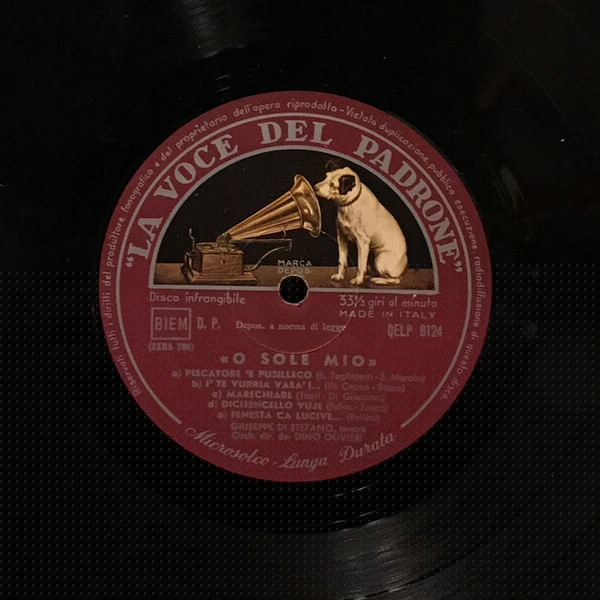 Riservati tutti i diritti del produttore fonografico e del proprietario dell'opera riprodotta - Vietata duplicazione, pubblica esecuzione radiodiffusione di questo disco.
"LA VOCE DEL PADRONE"
MARCA
DEPOS.
Disco infrangibile
33⅓ giri al minuto
MADE IN ITALY
BIEM
D. P.
Depos. a norma di legge
QELP 8124
«O SOLE MIO»
a) PISCATORE 'E PUSILLECO (E. Tagliaferri - E. Murolo)
b) I' TE VURRIA VASA'!... (Di Capua - Russo)
c) MARECHIARE (Tosti - Di Giacomo)
d) DICITENCELLO VUJE (Falvo - Fusco)
e) FENESTA CA LUCIVE... (Bellini)
GIUSEPPE DI STEFANO, tenore
Orch. dir. da DINO OLIVIERI
Microsolco - Lunga Durata